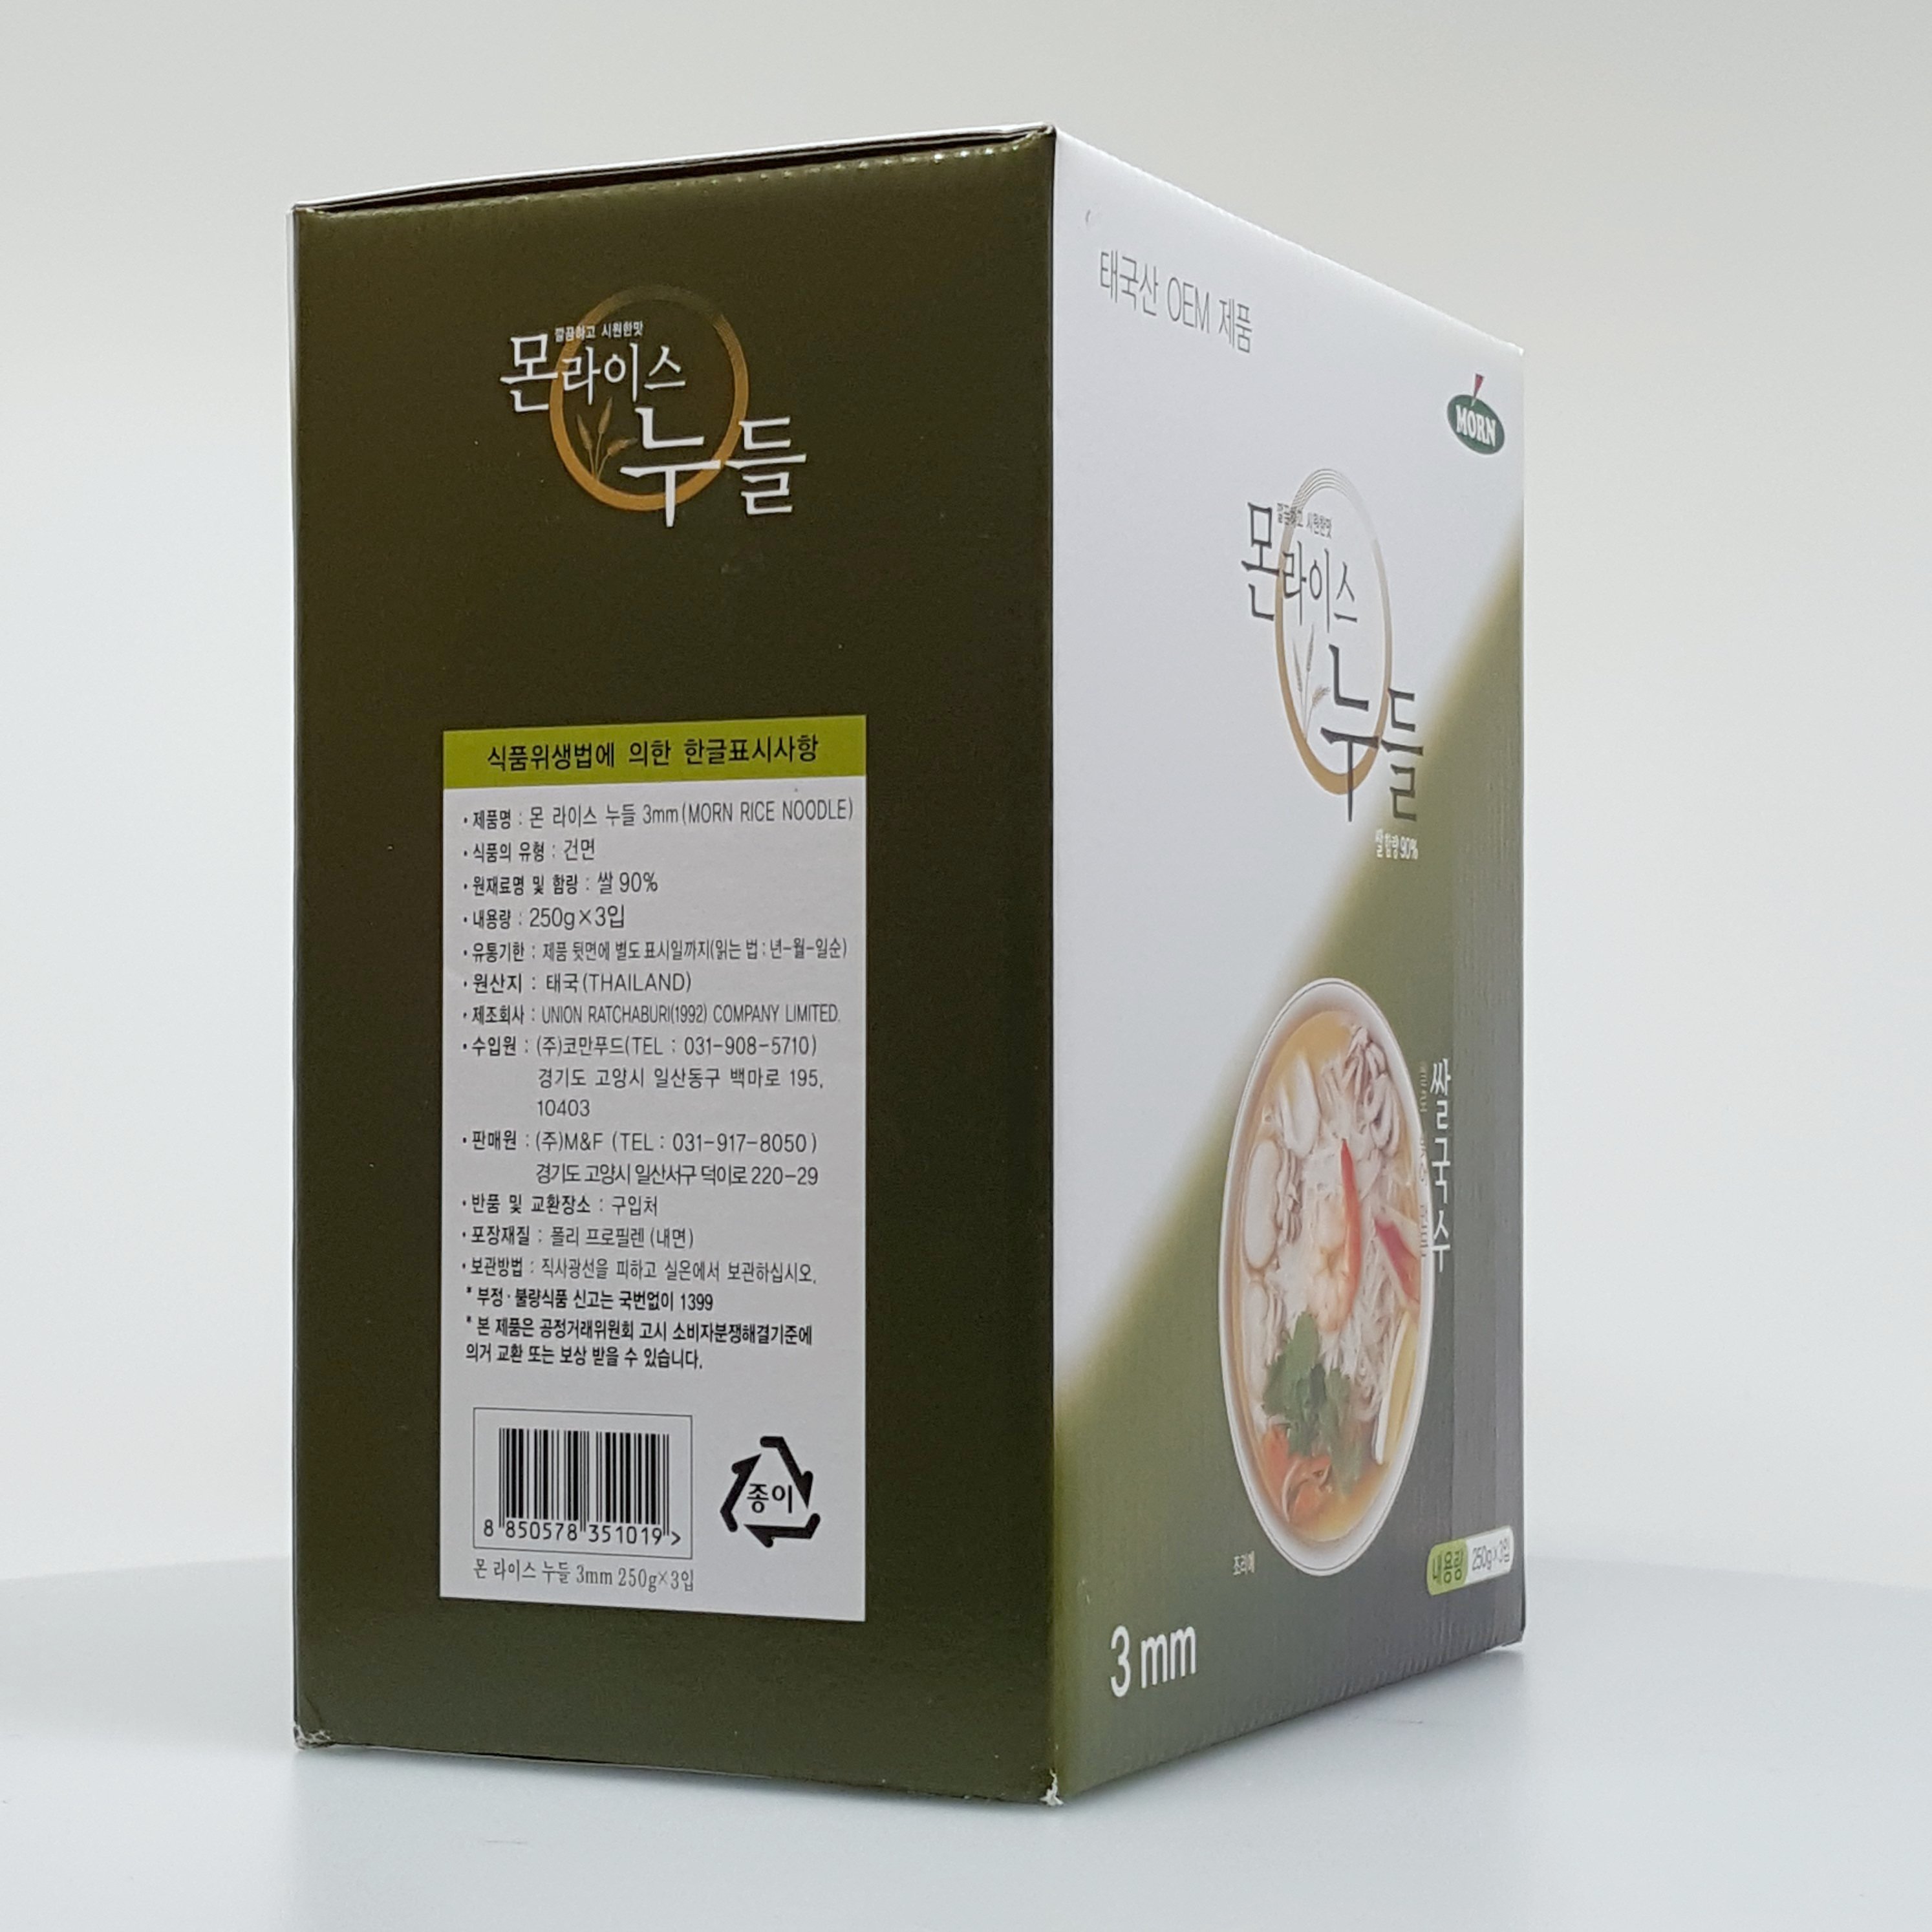 깔끔하고 시원한맛
몬라이스
누들
식품위생법에 의한 한글표시사항
• 제품명 : 몬 라이스 누들 3mm(MORN RICE NOODLE)
• 식품의 유형 : 건면
• 원재료명 및 함량 : 쌀 90%
• 내용량 : 250g×3입
• 유통기한 : 제품 뒷면에 별도 표시일까지(읽는 법 : 년-월-일순)
• 원산지 : 태국(THAILAND)
• 제조회사 : UNION RATCHABURI(1992) COMPANY LIMITED.
• 수입원 : (주)코만푸드(TEL : 031-908-5710)
경기도 고양시 일산동구 백마로 195,
10403
• 판매원 : (주)M&F (TEL : 031-917-8050)
경기도 고양시 일산서구 덕이로 220-29
• 반품 및 교환장소 : 구입처
• 포장재질 : 폴리 프로필렌 (내면)
• 보관방법 : 직사광선을 피하고 실온에서 보관하십시오.
* 부정·불량식품 신고는 국번없이 1399
* 본 제품은 공정거래위원회 고시 소비자분쟁해결기준에
의거 교환 또는 보상 받을 수 있습니다.
8 850578 351019 >
종이
몬 라이스 누들 3mm 250g×3입
태국산 OEM 제품
MORN
깔끔하고 시원한맛
몬라이스
누들
쌀 함량 90%
쌀국수
조리예
내용량 250g×3입
3 mm